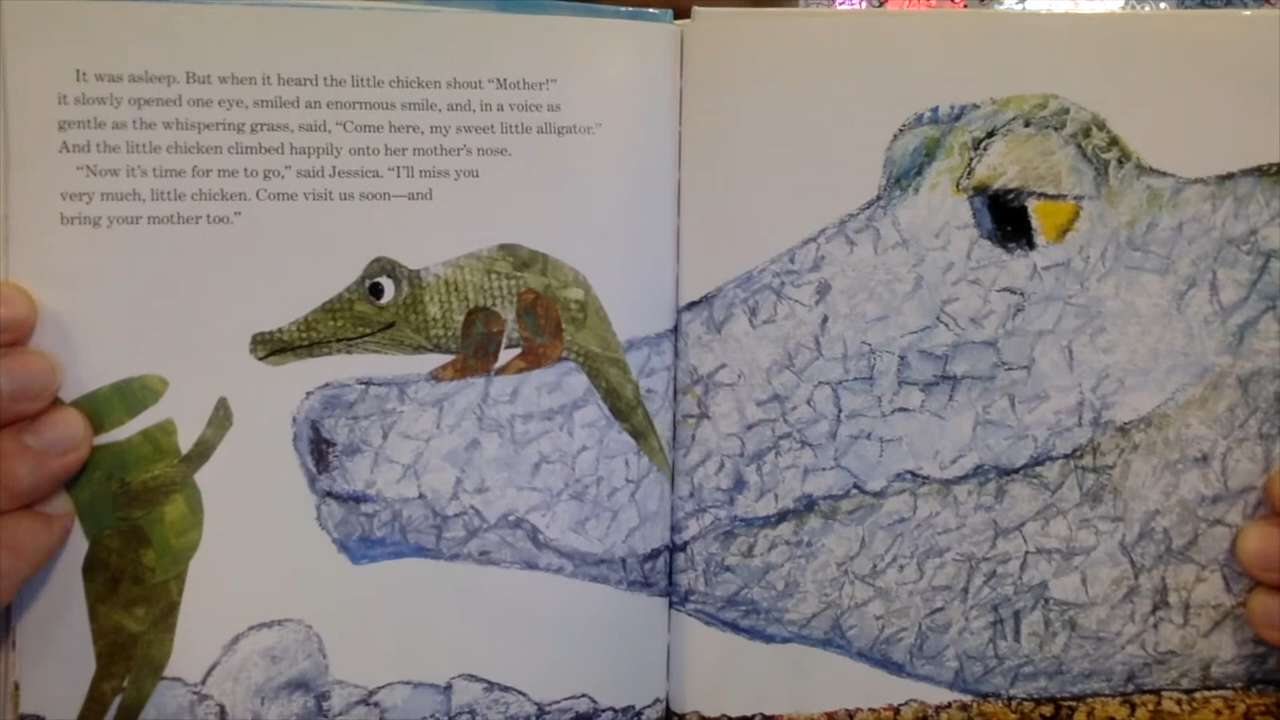 It was asleep. But when it heard the little chicken shout “Mother!”
it slowly opened one eye, smiled an enormous smile, and, in a voice as
gentle as the whispering grass, said, “Come here, my sweet little alligator.”
And the little chicken climbed happily onto her mother’s nose.
“Now it’s time for me to go,” said Jessica. “I’ll miss you
very much, little chicken. Come visit us soon—and
bring your mother too.”